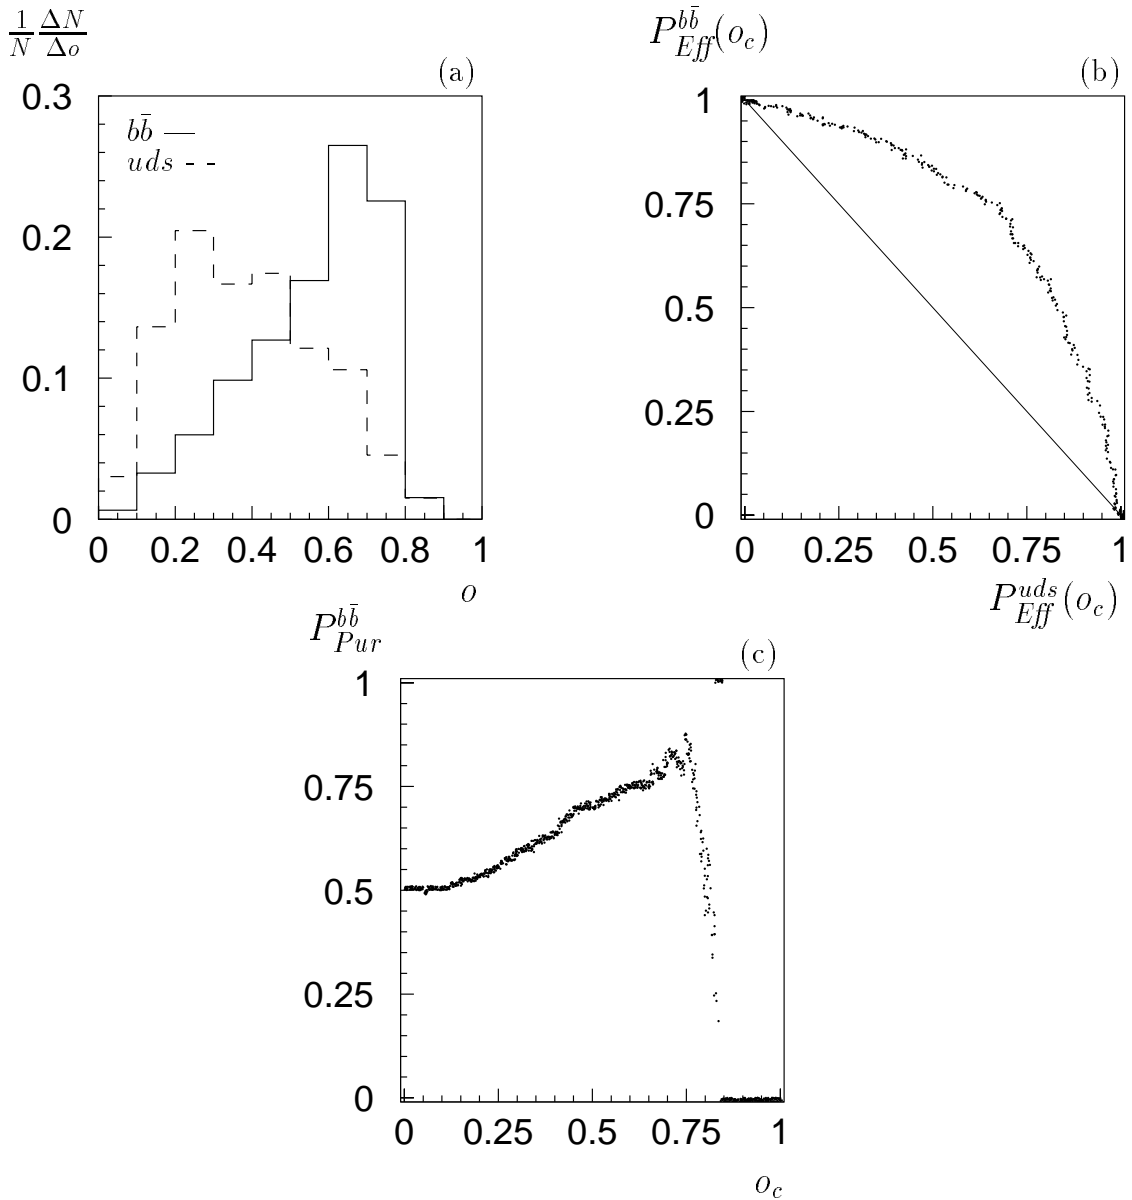 1/N ΔN/Δo
(a)
0.3
0.2
0.1
0
bb̄ —
uds - -
0 0.2 0.4 0.6 0.8 1
o
P_{Eff}^{bb̄}(o_c)
(b)
1
0.75
0.5
0.25
0
0 0.25 0.5 0.75 1
P_{Eff}^{uds}(o_c)
P_{Pur}^{bb̄}
(c)
1
0.75
0.5
0.25
0
0 0.25 0.5 0.75 1
o_c